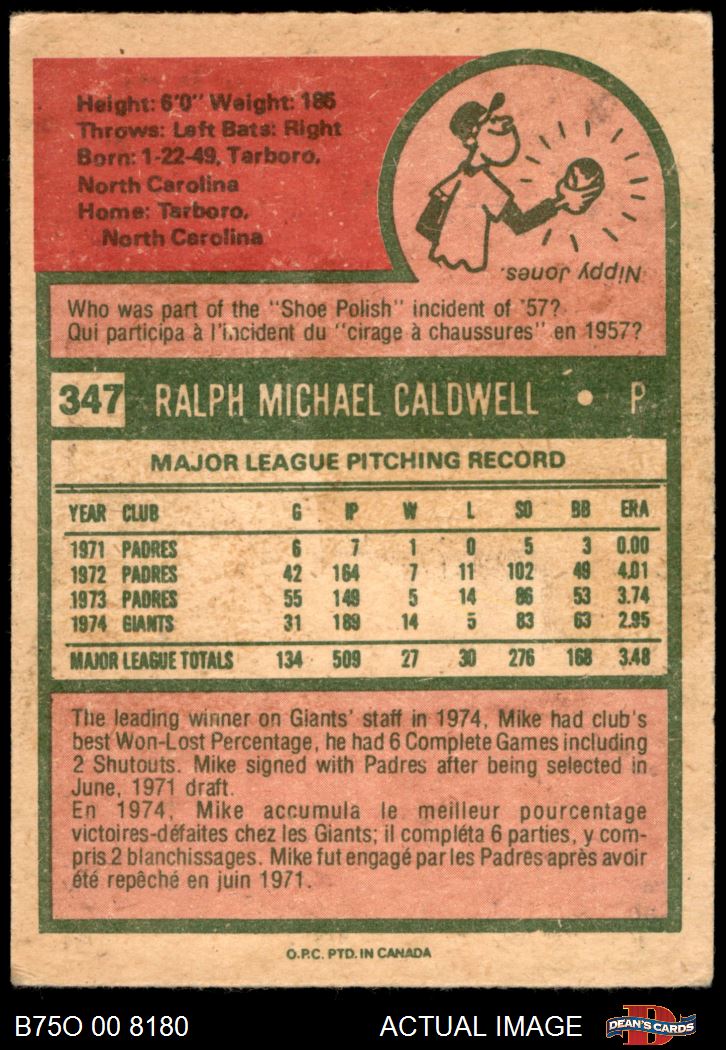 Height: 6'0" Weight: 185
Throws: Left Bats: Right
Born: 1-22-49, Tarboro,
North Carolina
Home: Tarboro,
North Carolina
Nippy Jones.
Who was part of the "Shoe Polish" incident of '57?
Qui participa à l'incident du "cirage à chaussures" en 1957?
347 RALPH MICHAEL CALDWELL • P
MAJOR LEAGUE PITCHING RECORD
YEAR CLUB G IP W L SO BB ERA
1971 PADRES 6 7 1 0 5 3 0.00
1972 PADRES 42 164 7 11 102 49 4.01
1973 PADRES 55 149 5 14 86 53 3.74
1974 GIANTS 31 189 14 5 83 63 2.95
MAJOR LEAGUE TOTALS 134 509 27 30 276 168 3.48
The leading winner on Giants' staff in 1974, Mike had club's
best Won-Lost Percentage, he had 6 Complete Games including
2 Shutouts. Mike signed with Padres after being selected in
June, 1971 draft.
En 1974, Mike accumula le meilleur pourcentage
victoires-défaites chez les Giants; il compléta 6 parties, y com-
pris 2 blanchissages. Mike fut engagé par les Padres après avoir
été repêché en juin 1971.
O.P.C. PTD. IN CANADA
B75O 00 8180 ACTUAL IMAGE DEAN'S CARDS